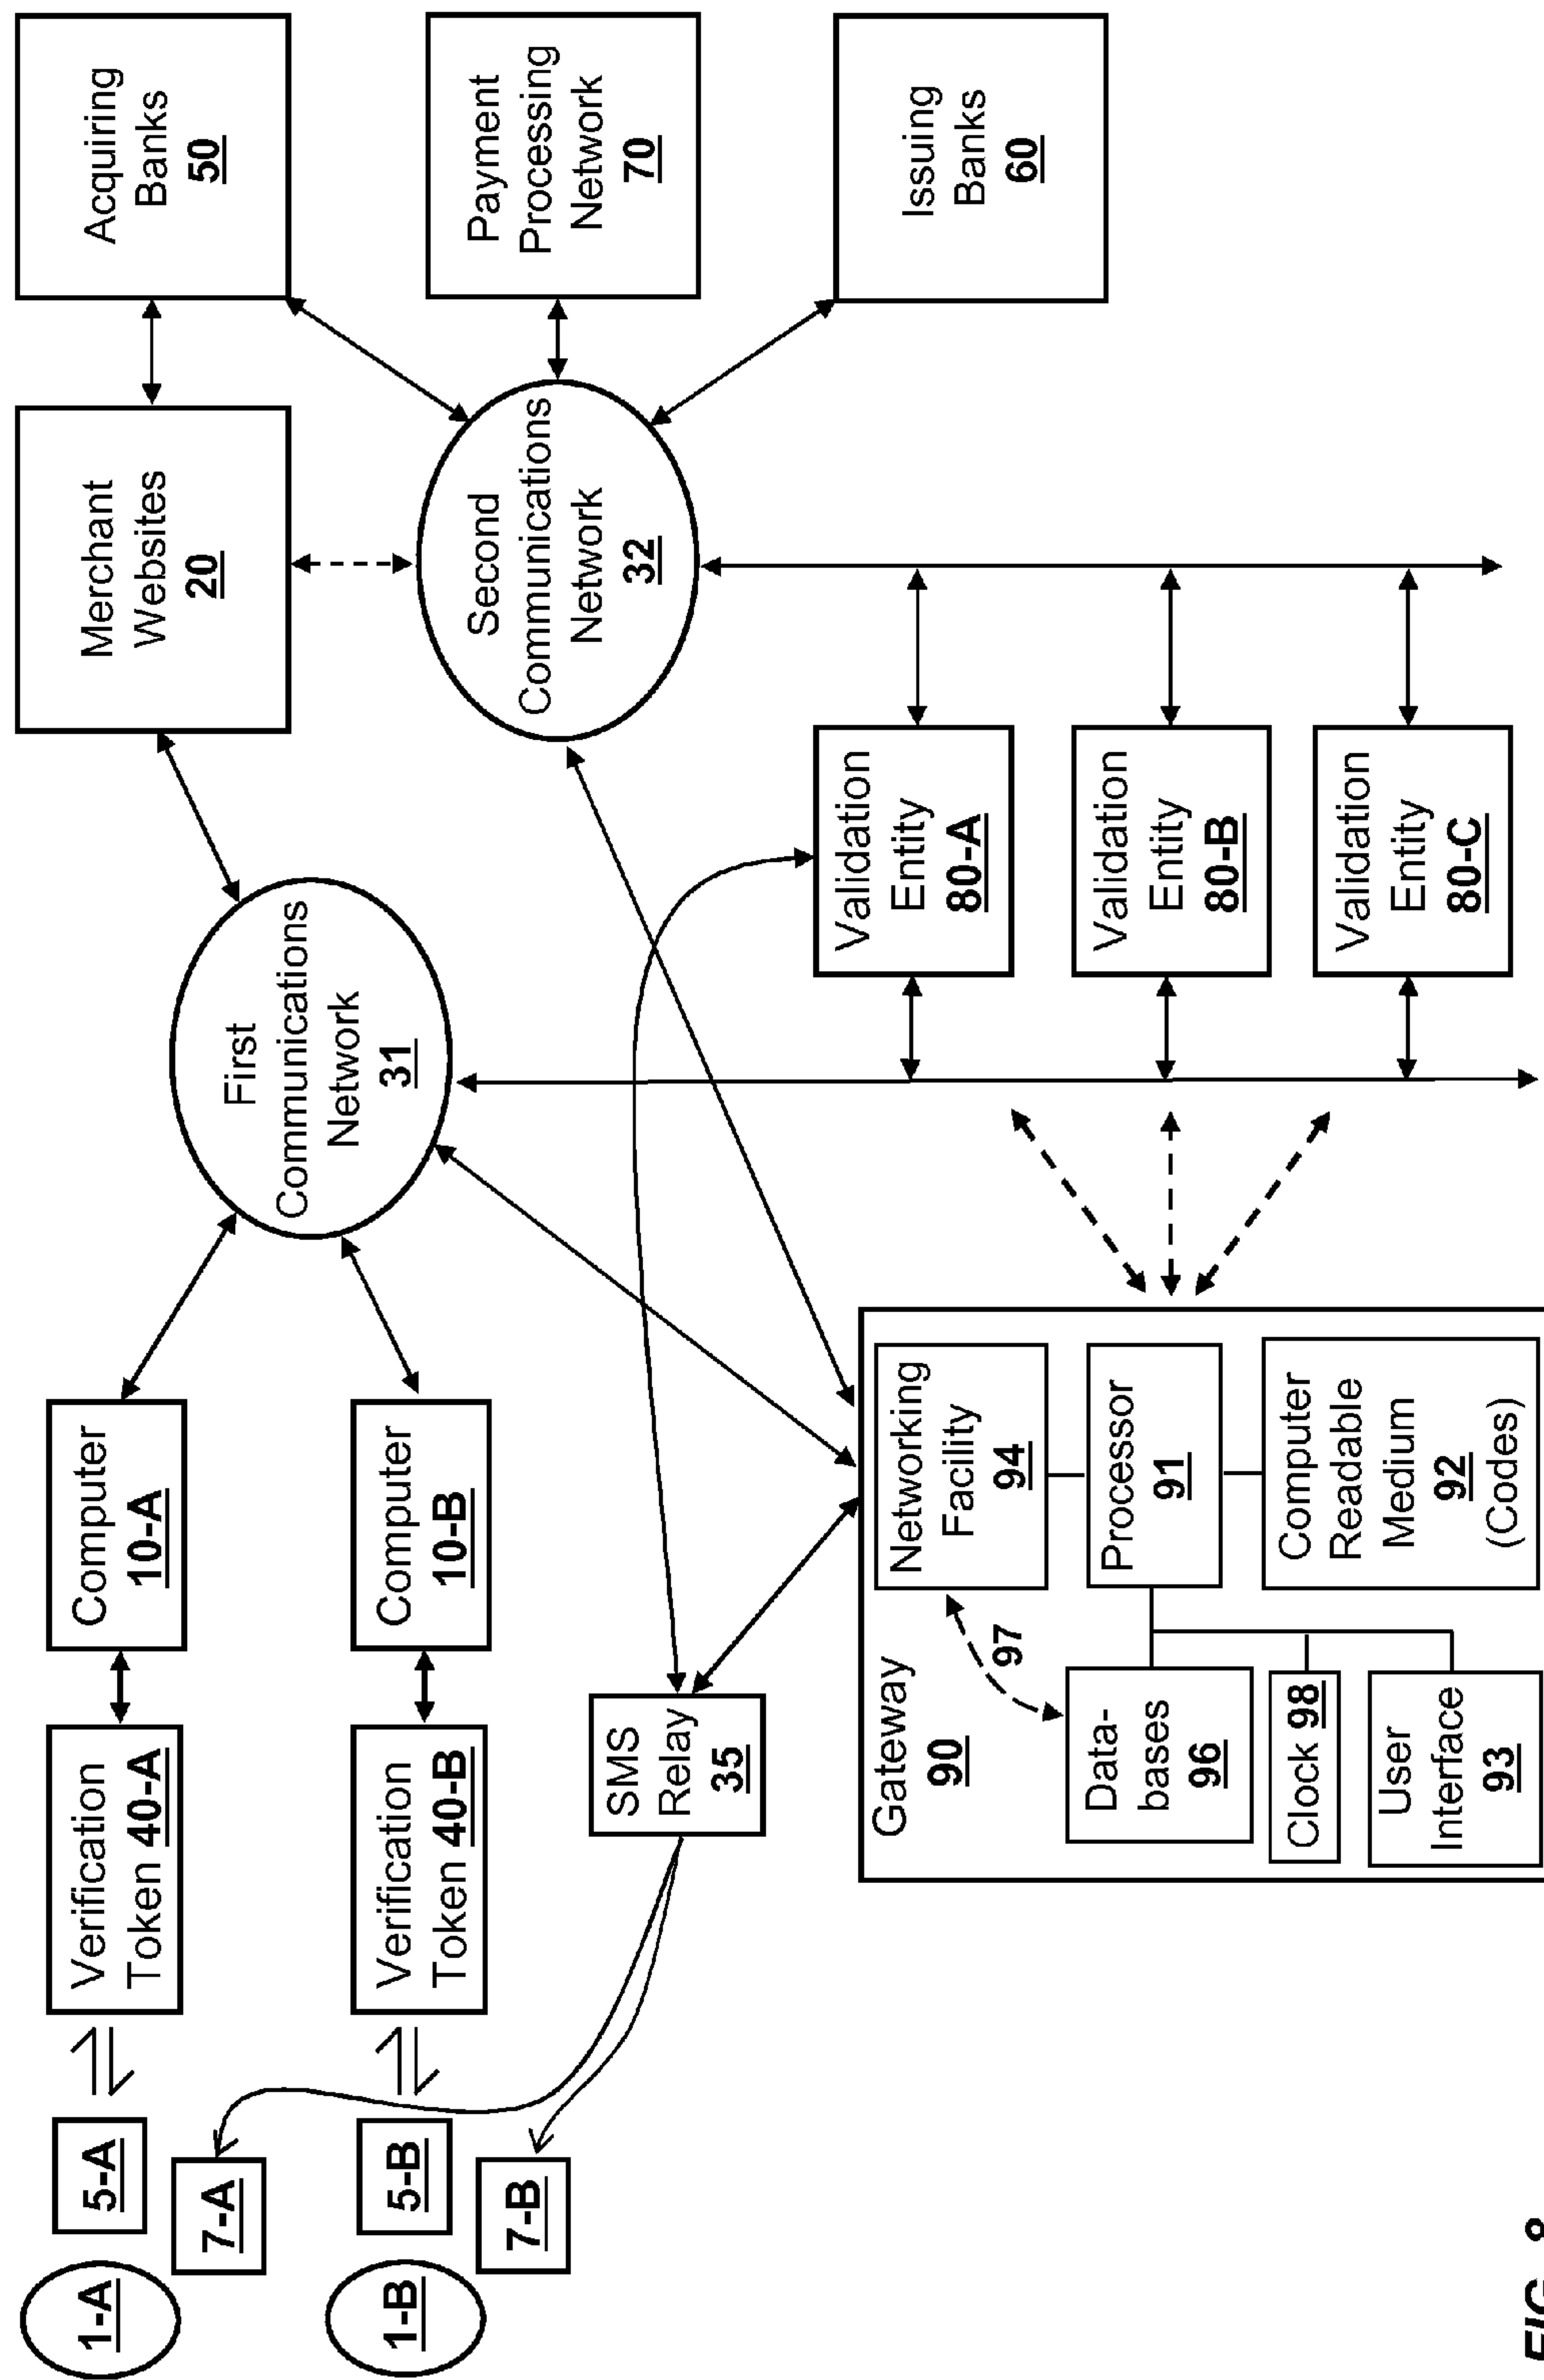 1-A
5-A
7-A
Verification
Token 40-A
Computer
10-A
1-B
5-B
7-B
Verification
Token 40-B
Computer
10-B
SMS
Relay
35
First
Communications
Network
31
Merchant
Websites
20
Acquiring
Banks
50
Second
Communications
Network
32
Payment
Processing
Network
70
Issuing
Banks
60
Validation
Entity
80-A
Validation
Entity
80-B
Validation
Entity
80-C
Gateway
90
Networking
Facility
94
97
Processor
91
Data-
bases
96
Clock 98
User
Interface
93
Computer
Readable
Medium
92
(Codes)
FIG. 8